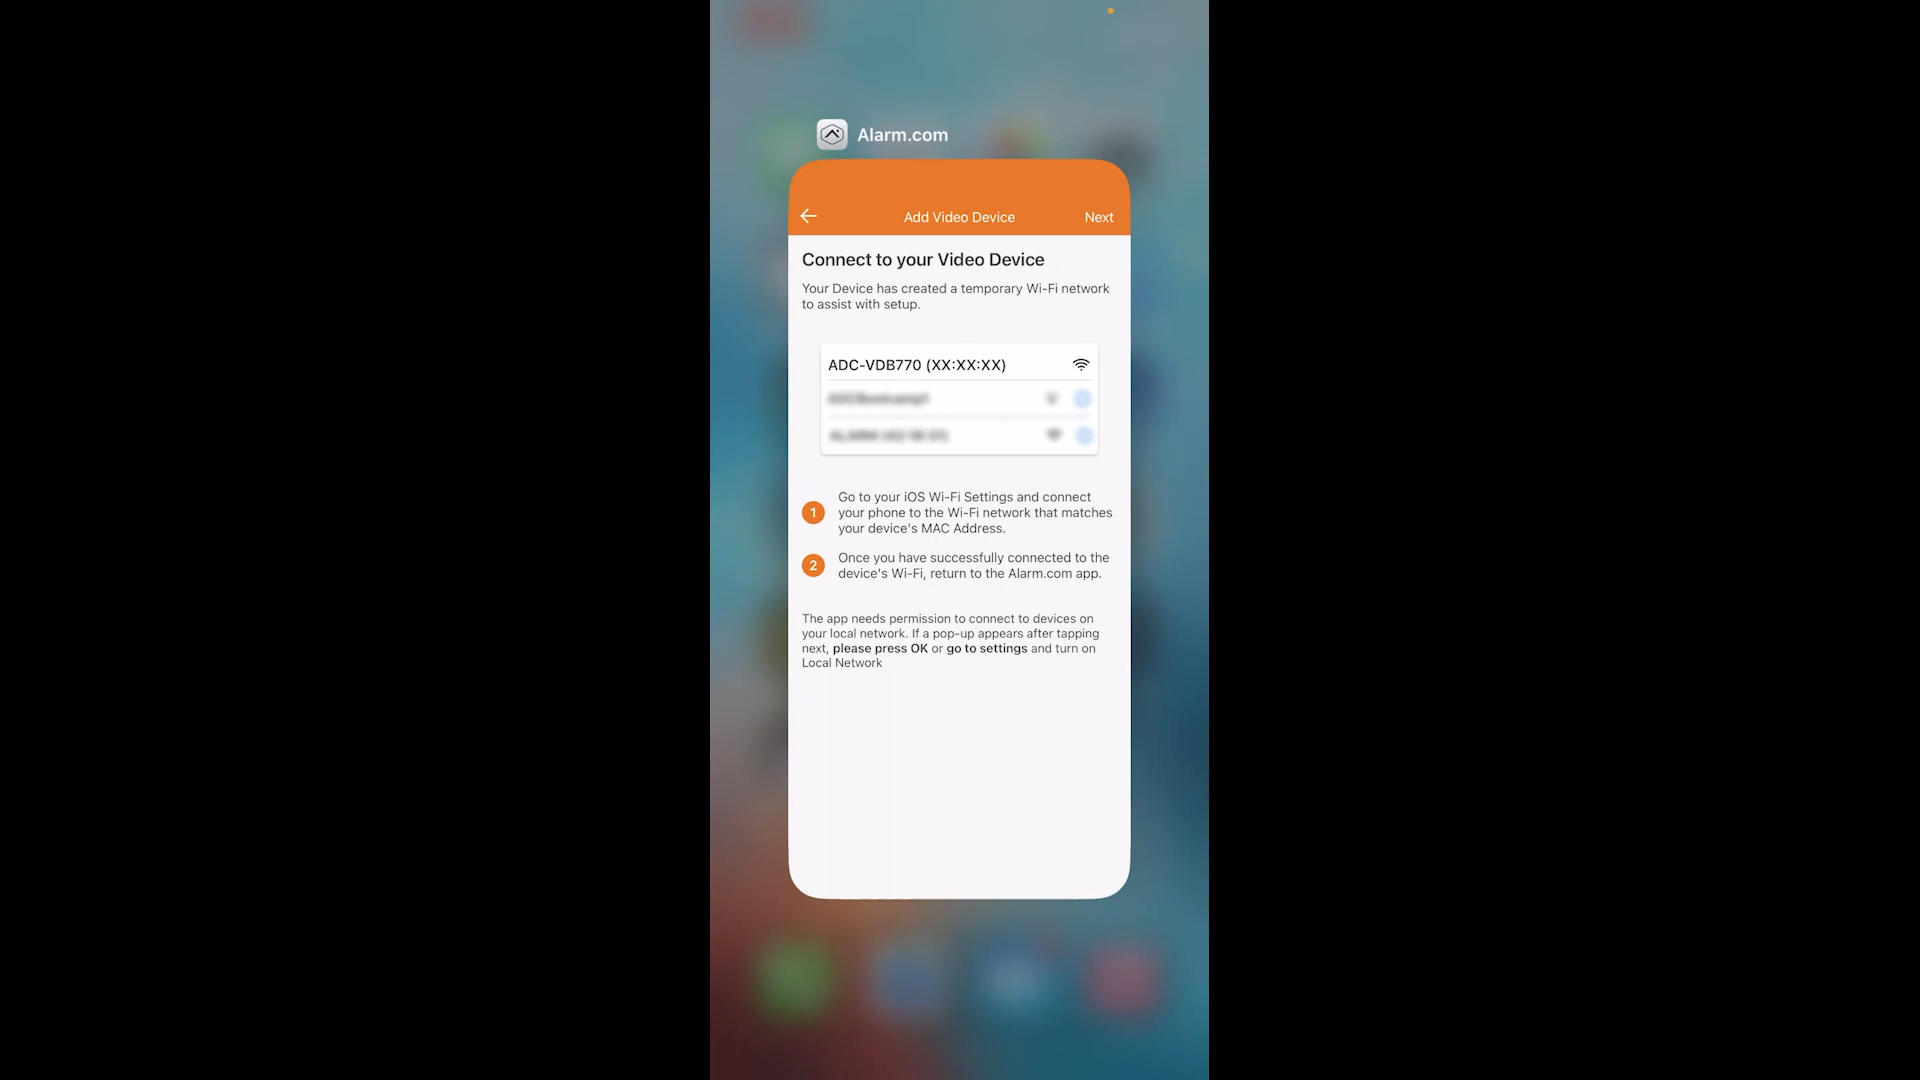 Alarm.com
Add Video Device
Next
Connect to your Video Device
Your Device has created a temporary Wi-Fi network
to assist with setup.
ADC-VDB770 (XX:XX:XX)
1
Go to your iOS Wi-Fi Settings and connect
your phone to the Wi-Fi network that matches
your device's MAC Address.
2
Once you have successfully connected to the
device's Wi-Fi, return to the Alarm.com app.
The app needs permission to connect to devices on
your local network. If a pop-up appears after tapping
next, please press OK or go to settings and turn on
Local Network